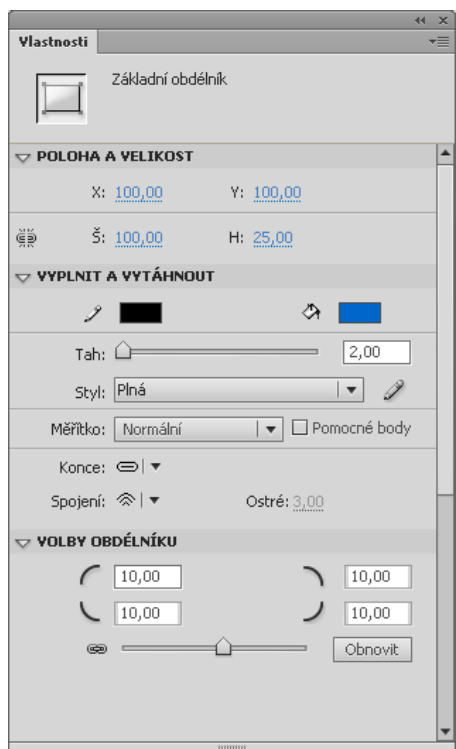 Vlastnosti
Základní obdélník
POLOHA A VELIKOST
X: 100,00 Y: 100,00
Š: 100,00 H: 25,00
VYPLNIT A VYTÁHNOUT
Tah: 2,00
Styl: Plná
Měřítko: Normální Pomocné body
Konce:
Spojení: Ostré: 3,00
VOLBY OBDÉLNÍKU
10,00 10,00
10,00 10,00
Obnovit